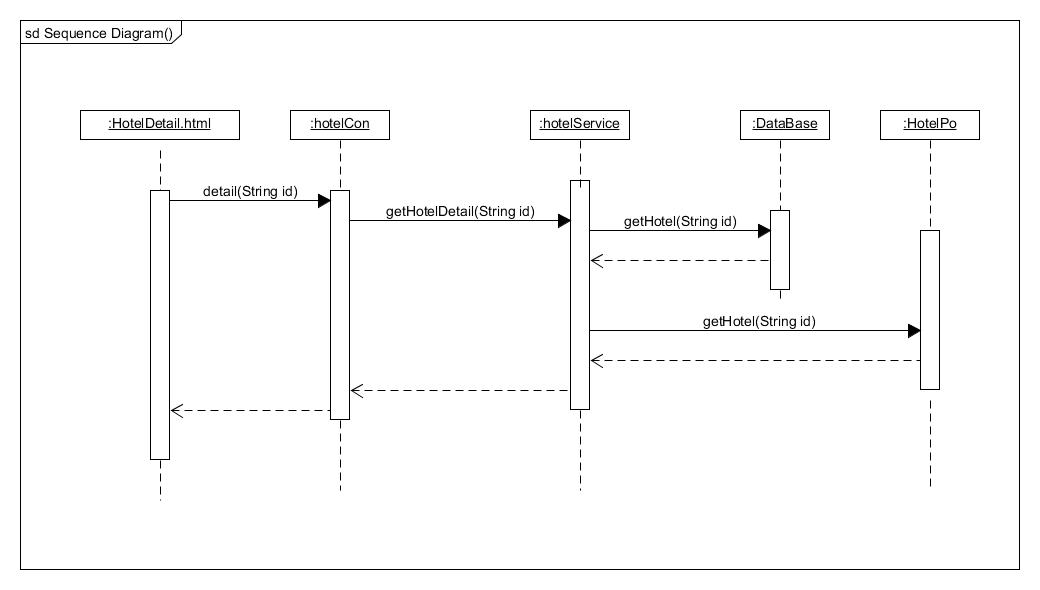 sd Sequence Diagram()
:HotelDetail.html
:hotelCon
:hotelService
:DataBase
:HotelPo
detail(String id)
getHotelDetail(String id)
getHotel(String id)
getHotel(String id)